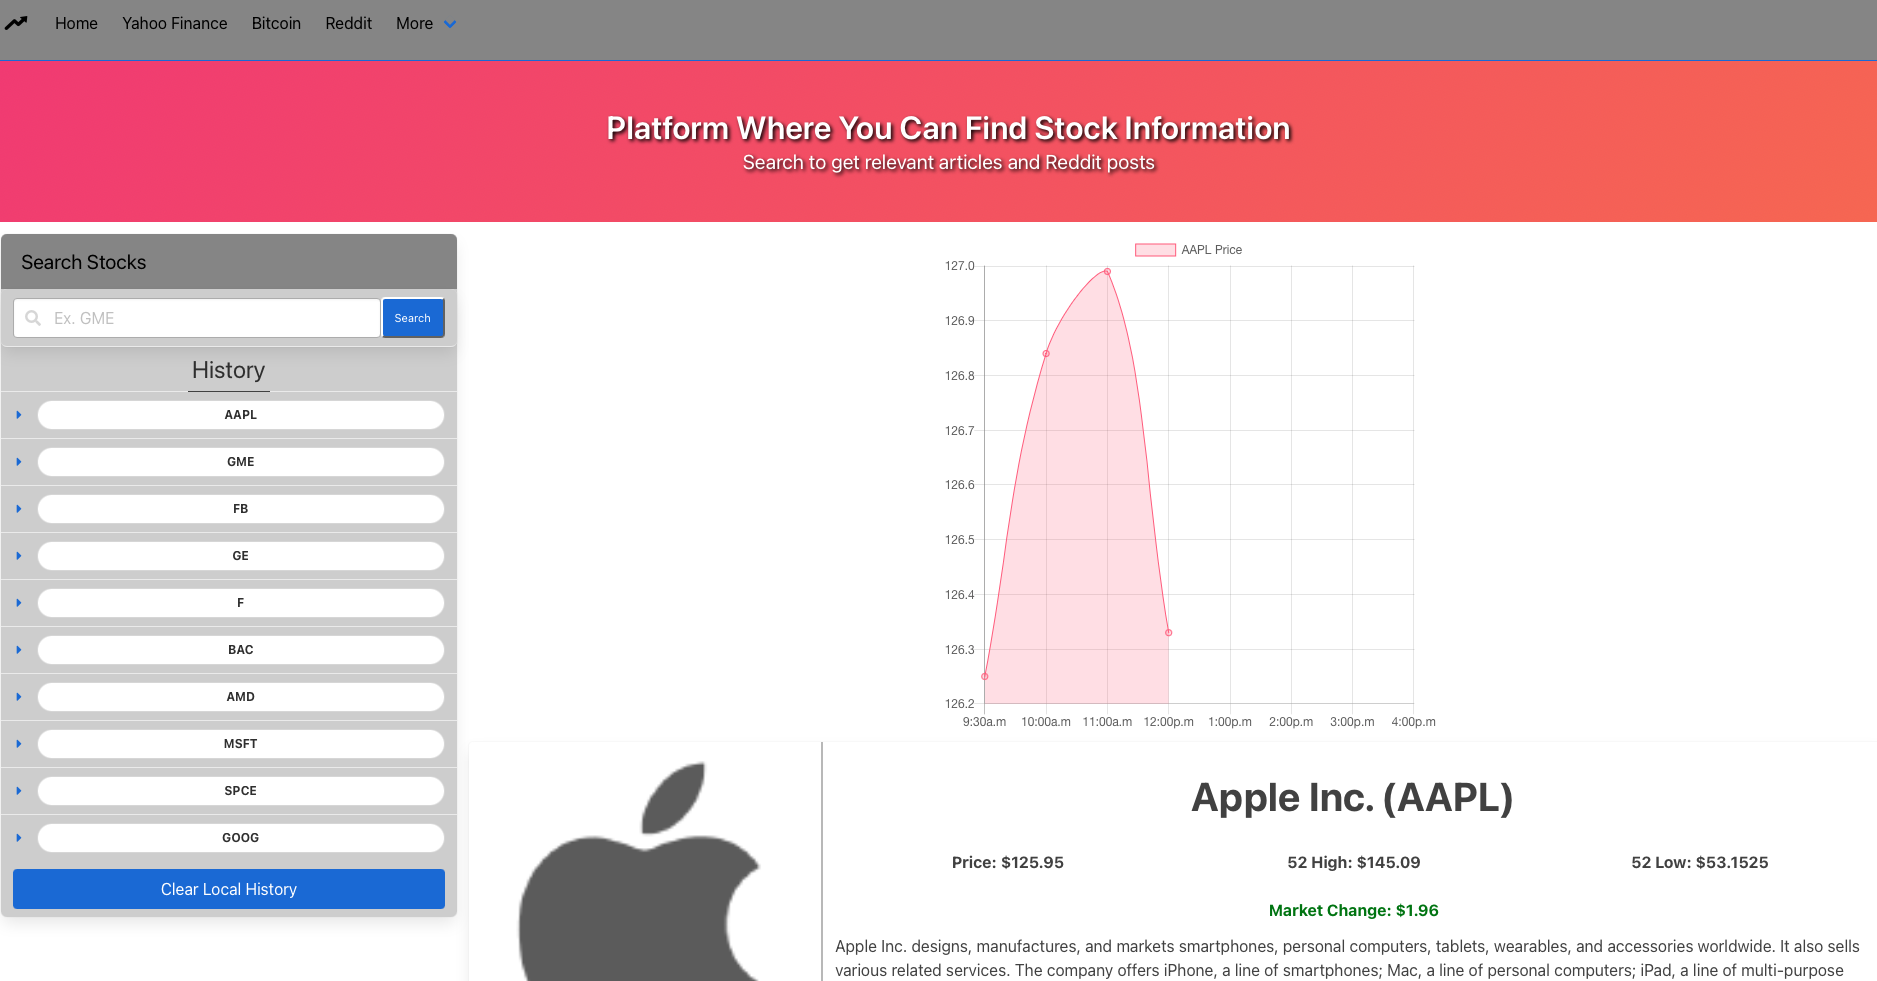 Home Yahoo Finance Bitcoin Reddit More
Platform Where You Can Find Stock Information
Search to get relevant articles and Reddit posts
Search Stocks
Ex. GME
Search
History
AAPL
GME
FB
GE
F
BAC
AMD
MSFT
SPCE
GOOG
Clear Local History
AAPL Price
127.0
126.9
126.8
126.7
126.6
126.5
126.4
126.3
126.2
9:30a.m 10:00a.m 11:00a.m 12:00p.m 1:00p.m 2:00p.m 3:00p.m 4:00p.m
Apple Inc. (AAPL)
Price: $125.95 52 High: $145.09 52 Low: $53.1525
Market Change: $1.96
Apple Inc. designs, manufactures, and markets smartphones, personal computers, tablets, wearables, and accessories worldwide. It also sells
various related services. The company offers iPhone, a line of smartphones; Mac, a line of personal computers; iPad, a line of multi-purpose